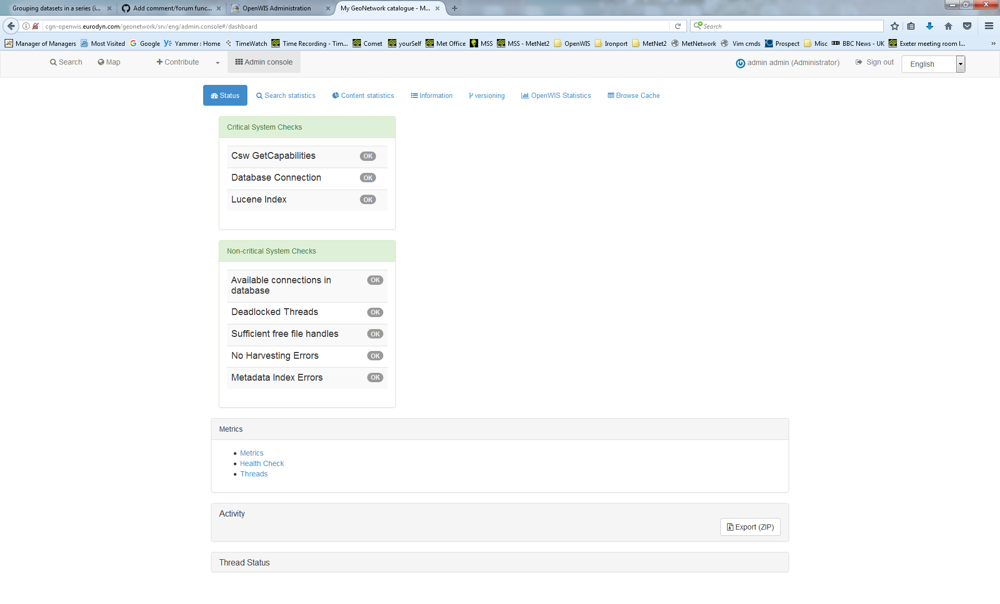 Grouping datasets in a series (i...
Add comment/forum func...
OpenWIS Administration
My GeoNetwork catalogue - M...
cgn-openwis.eurodyn.com/geonetwork/srv/eng/admin.console#/dashboard
Search
Manager of Managers
Most Visited
Google
Yammer : Home
TimeWatch
Time Recording - Tim...
Comet
yourSelf
Met Office
MSS
MSS - MetNet2
OpenWIS
Ironport
MetNet2
MetNetwork
Vim cmds
Prospect
Misc
BBC News - UK
Exeter meeting room l...
Search
Map
Contribute
Admin console
admin admin (Administrator)
Sign out
English
Status
Search statistics
Content statistics
Information
versioning
OpenWIS Statistics
Browse Cache
Critical System Checks
Csw GetCapabilities OK
Database Connection OK
Lucene Index OK
Non-critical System Checks
Available connections in OK
database
Deadlocked Threads OK
Sufficient free file handles OK
No Harvesting Errors OK
Metadata Index Errors OK
Metrics
Metrics
Health Check
Threads
Activity
Export (ZIP)
Thread Status